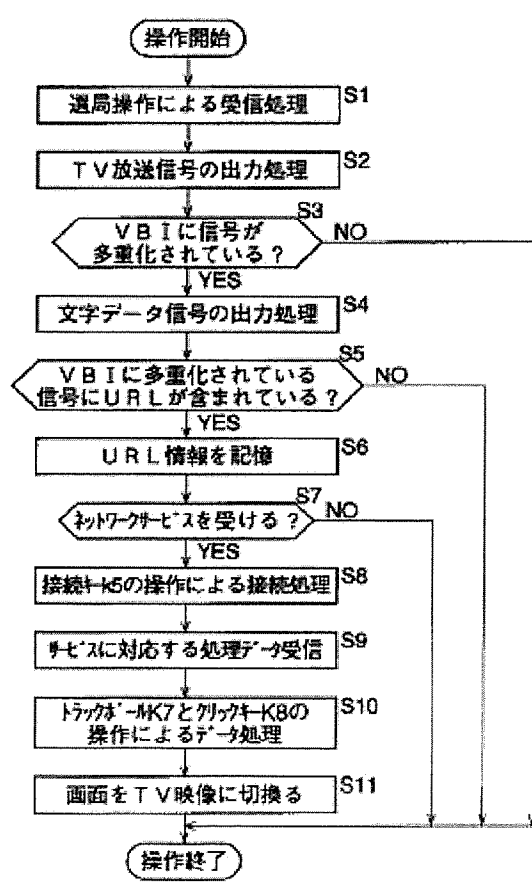 操作開始
選局操作による受信処理 S1
TV放送信号の出力処理 S2
S3
VBIに信号が
多重化されている? NO
YES
文字データ信号の出力処理 S4
S5
VBIに多重化されている
信号にURLが含まれている? NO
YES
URL情報を記憶 S6
S7
ネットワークサービスを受ける? NO
YES
接続キーk5の操作による接続処理 S8
サービスに対応する処理データ受信 S9
トラックボールK7とクリックキーK8の S10
操作によるデータ処理
画面をTV映像に切換る S11
操作終了